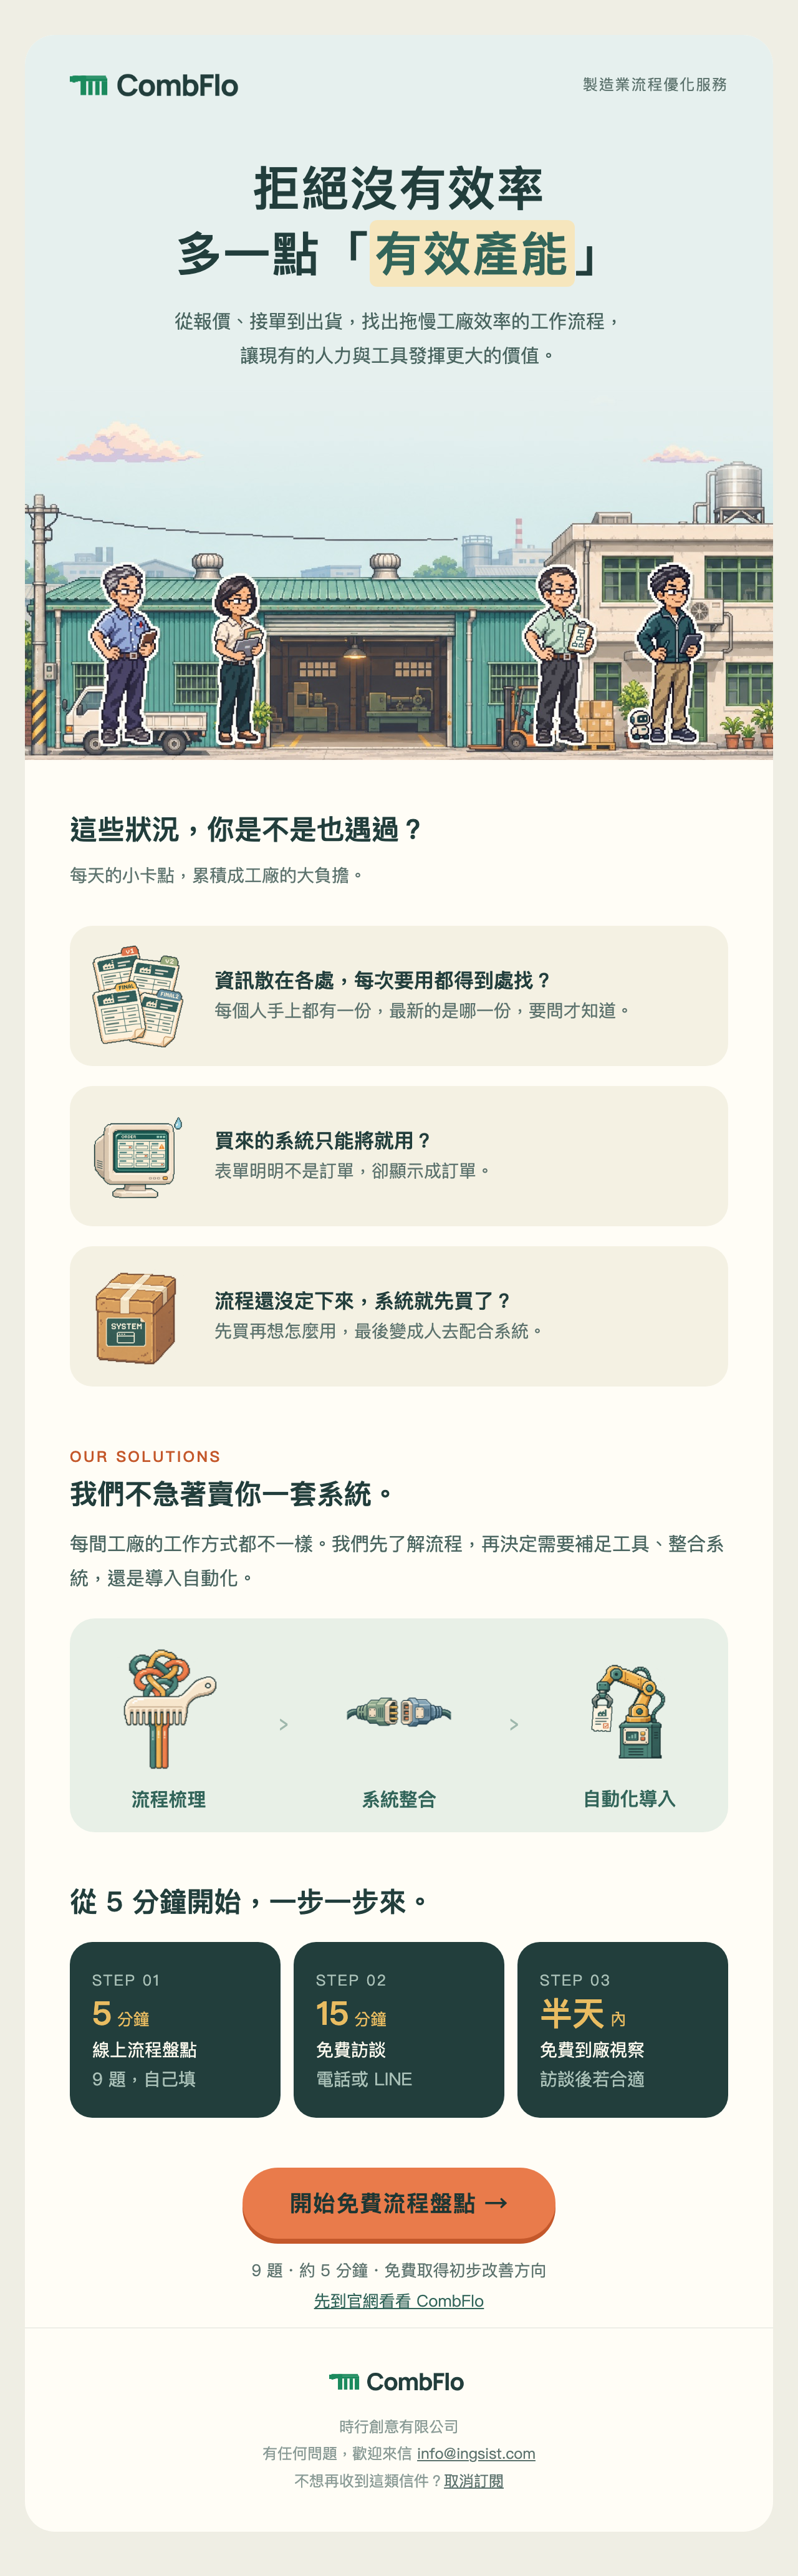 CombFlo
製造業流程優化服務
拒絕沒有效率
多一點「有效產能」
從報價、接單到出貨，找出拖慢工廠效率的工作流程，
讓現有的人力與工具發揮更大的價值。
這些狀況，你是不是也遇過？
每天的小卡點，累積成工廠的大負擔。
V1
V2
FINAL
FINAL2
資訊散在各處，每次要用都得到處找？
每個人手上都有一份，最新的是哪一份，要問才知道。
ORDER
買來的系統只能將就用？
表單明明不是訂單，卻顯示成訂單。
SYSTEM
流程還沒定下來，系統就先買了？
先買再想怎麼用，最後變成人去配合系統。
OUR SOLUTIONS
我們不急著賣你一套系統。
每間工廠的工作方式都不一樣。我們先了解流程，再決定需要補足工具、整合系
統，還是導入自動化。
流程梳理
系統整合
自動化導入
從 5 分鐘開始，一步一步來。
STEP 01
5 分鐘
線上流程盤點
9 題，自己填
STEP 02
15 分鐘
免費訪談
電話或 LINE
STEP 03
半天 內
免費到廠視察
訪談後若合適
開始免費流程盤點 →
9 題・約 5 分鐘・免費取得初步改善方向
先到官網看看 CombFlo
CombFlo
時行創意有限公司
有任何問題，歡迎來信 info@ingsist.com
不想再收到這類信件？取消訂閱